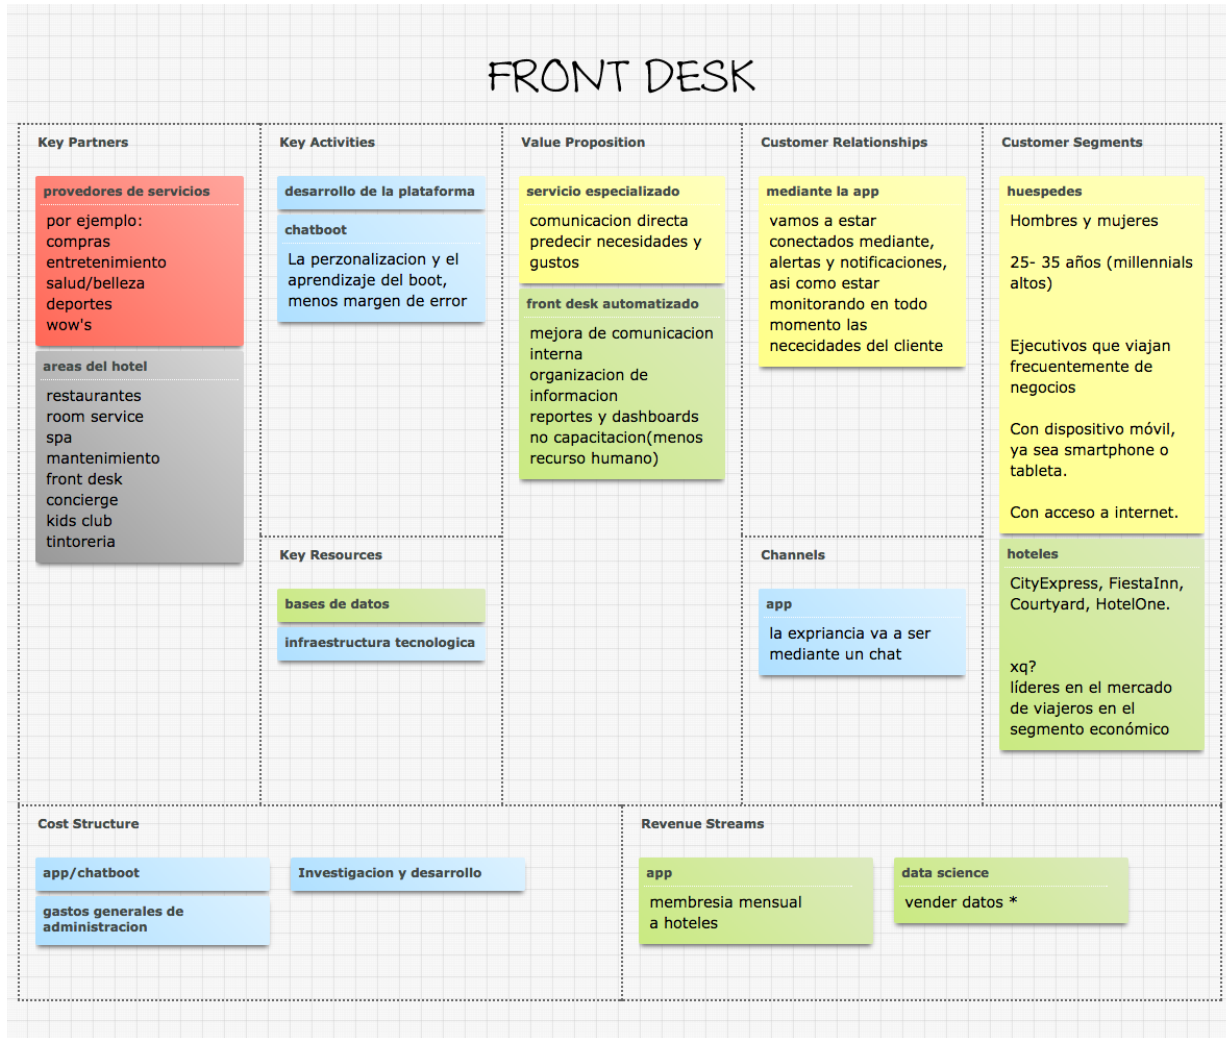 FRONT DESK
Key Partners
provedores de servicios
por ejemplo:
compras
entretenimiento
salud/belleza
deportes
wow's
areas del hotel
restaurantes
room service
spa
mantenimiento
front desk
concierge
kids club
tintoreria
Key Activities
desarrollo de la plataforma
chatboot
La perzonalizacion y el
aprendizaje del boot,
menos margen de error
Key Resources
bases de datos
infraestructura tecnologica
Value Proposition
servicio especializado
comunicacion directa
predecir necesidades y
gustos
front desk automatizado
mejora de comunicacion
interna
organizacion de
informacion
reportes y dashboards
no capacitacion(menos
recurso humano)
Customer Relationships
mediante la app
vamos a estar
conectados mediante,
alertas y notificaciones,
asi como estar
monitorando en todo
momento las
nececidades del cliente
Channels
app
la expriancia va a ser
mediante un chat
Customer Segments
huespedes
Hombres y mujeres
25- 35 años (millennials
altos)
Ejecutivos que viajan
frecuentemente de
negocios
Con dispositivo móvil,
ya sea smartphone o
tableta.
Con acceso a internet.
hoteles
CityExpress, FiestaInn,
Courtyard, HotelOne.
xq?
líderes en el mercado
de viajeros en el
segmento económico
Cost Structure
app/chatboot
gastos generales de
administracion
Investigacion y desarrollo
Revenue Streams
app
membresia mensual
a hoteles
data science
vender datos *